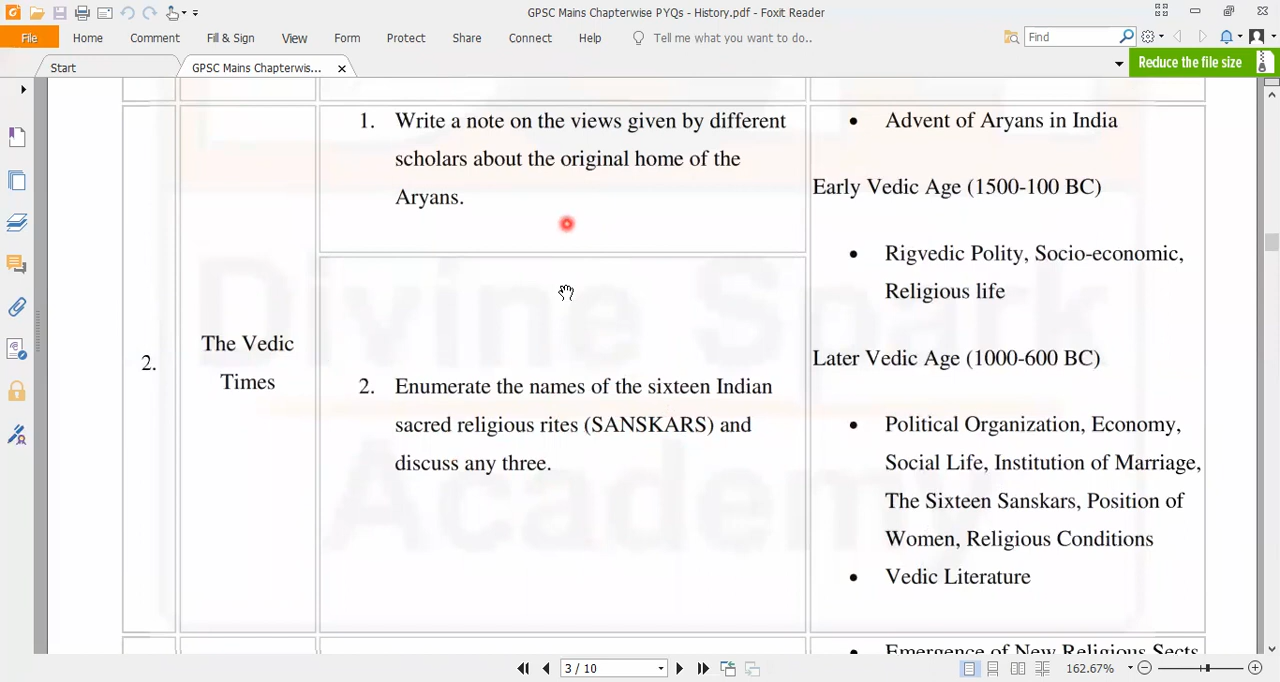 GPSC Mains Chapterwise PYQs - History.pdf - Foxit Reader
File Home Comment Fill & Sign View Form Protect Share Connect Help Tell me what you want to do.. Find
Start GPSC Mains Chapterwis... Reduce the file size
1. Write a note on the views given by different
scholars about the original home of the
Aryans.
2. Enumerate the names of the sixteen Indian
sacred religious rites (SANSKARS) and
discuss any three.
2.
The Vedic
Times
• Advent of Aryans in India
Early Vedic Age (1500-100 BC)
• Rigvedic Polity, Socio-economic,
Religious life
Later Vedic Age (1000-600 BC)
• Political Organization, Economy,
Social Life, Institution of Marriage,
The Sixteen Sanskars, Position of
Women, Religious Conditions
• Vedic Literature
• Emergence of New Religious Sects
Divine Spark
Academy
3 / 10
162.67%